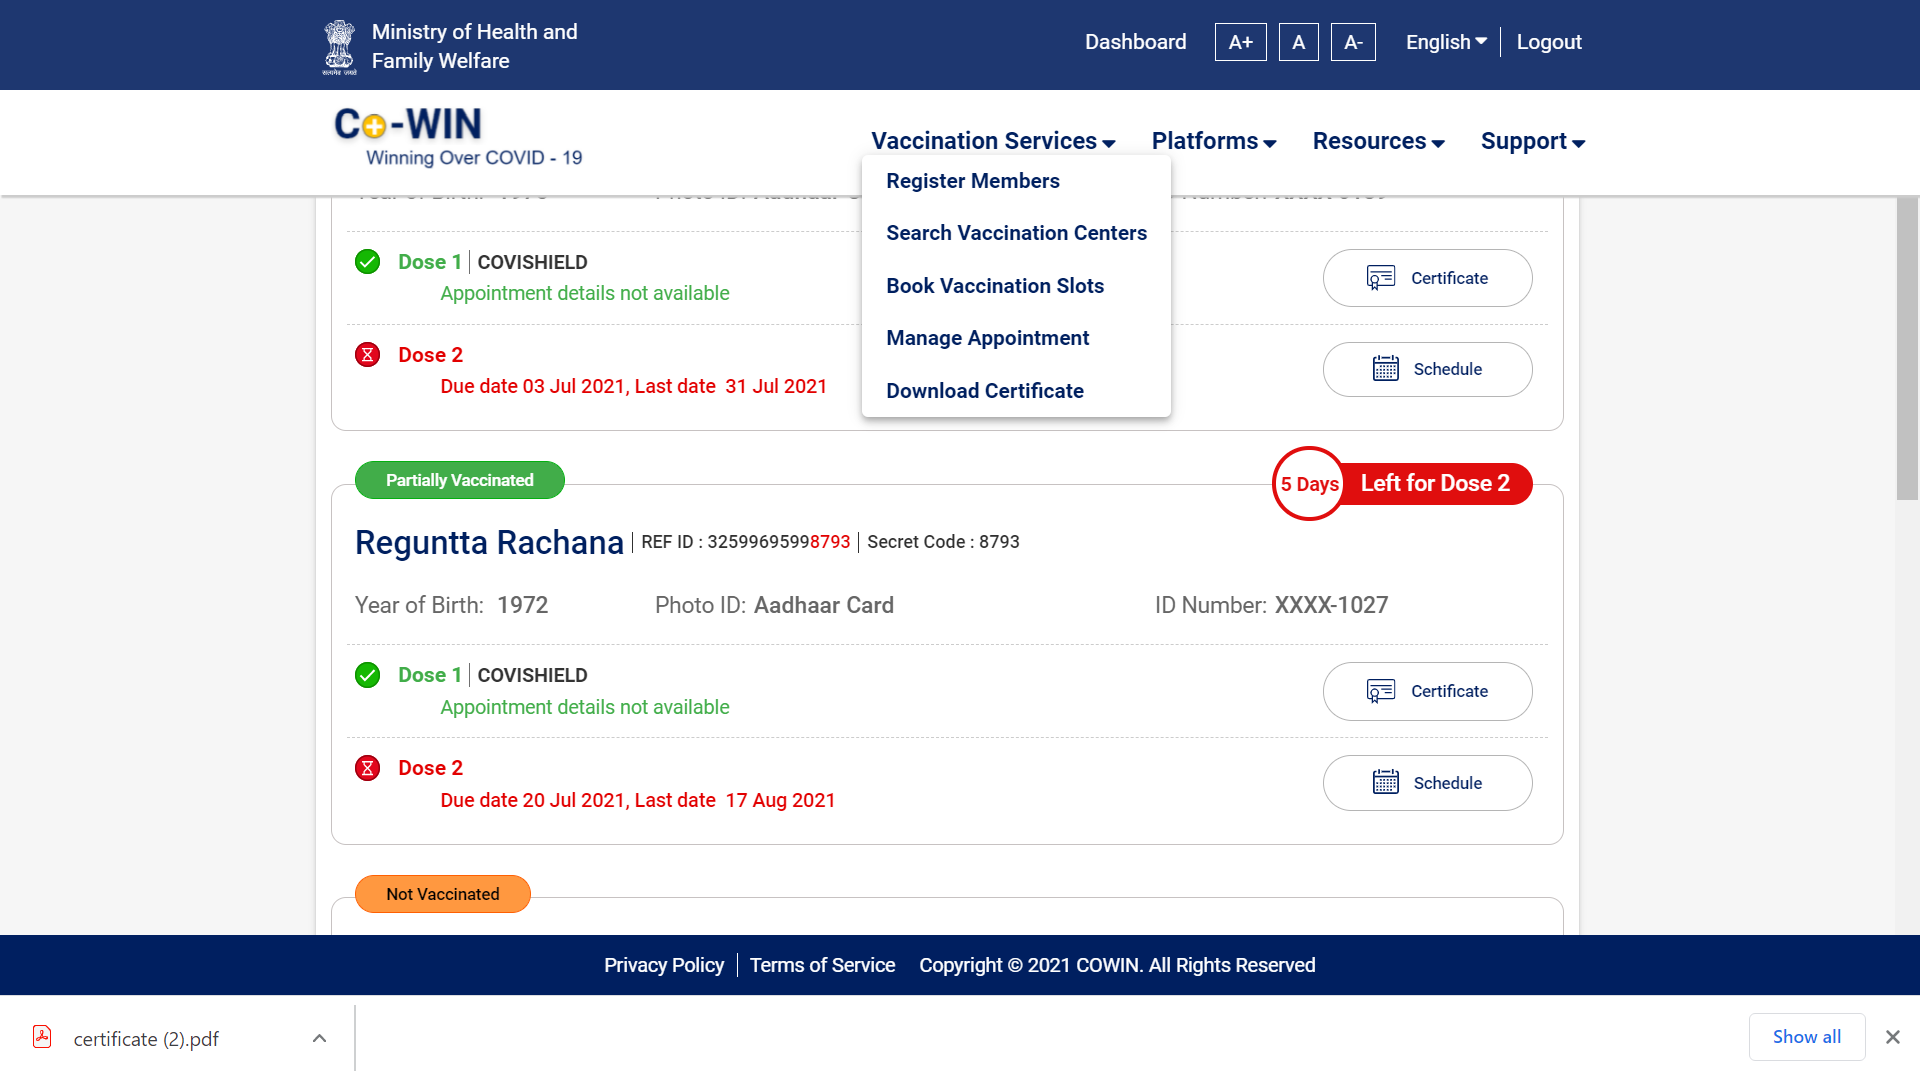 Ministry of Health and
Family Welfare
Dashboard A+ A A- English Logout
Co-WIN
Winning Over COVID - 19
Vaccination Services Platforms Resources Support
Register Members
Search Vaccination Centers
Book Vaccination Slots
Manage Appointment
Download Certificate
Dose 1 COVISHIELD
Appointment details not available
Certificate
Dose 2
Due date 03 Jul 2021, Last date 31 Jul 2021
Schedule
Partially Vaccinated
5 Days Left for Dose 2
Reguntta Rachana REF ID : 32599695998793 Secret Code : 8793
Year of Birth: 1972 Photo ID: Aadhaar Card ID Number: XXXX-1027
Dose 1 COVISHIELD
Appointment details not available
Certificate
Dose 2
Due date 20 Jul 2021, Last date 17 Aug 2021
Schedule
Not Vaccinated
Privacy Policy Terms of Service Copyright © 2021 COWIN. All Rights Reserved
certificate (2).pdf
Show all